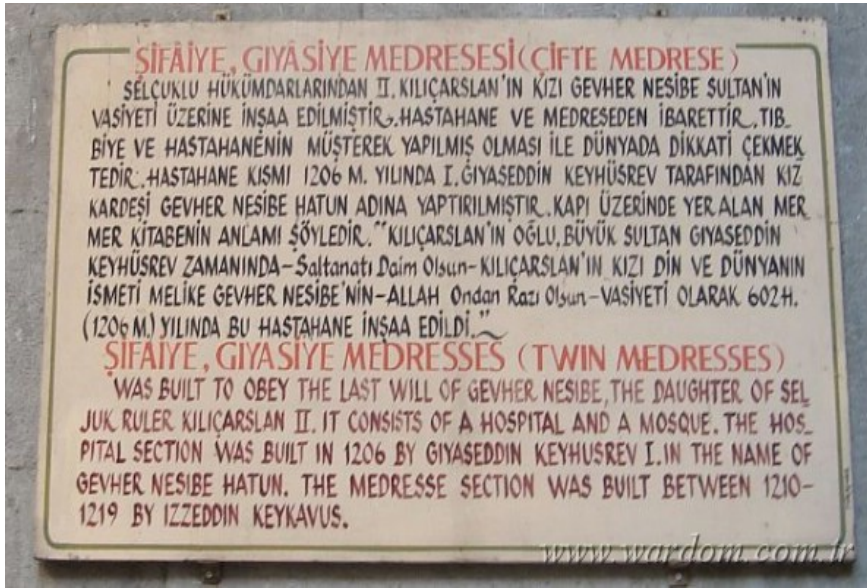 ŞİFÂİYE, GIYÂSİYE MEDRESESİ (ÇİFTE MEDRESE)
SELÇUKLU HÜKÜMDARLARINDAN II. KILIÇARSLAN'IN KIZI GEVHER NESİBE SULTAN'IN
VASİYETİ ÜZERİNE İNŞAA EDİLMİŞTİR. HASTAHANE VE MEDRESEDEN İBARETTİR. TIB_
BİYE VE HASTAHANENİN MÜŞTEREK YAPILMIŞ OLMASI İLE DÜNYADA DİKKATİ ÇEKMEK
TEDİR. HASTAHANE KISMI 1206 M. YILINDA I. GIYASEDDİN KEYHÜSREV TARAFINDAN KIZ
KARDEŞİ GEVHER NESİBE HATUN ADINA YAPTIRILMIŞTIR. KAPI ÜZERİNDE YER ALAN MER
MER KİTABENİN ANLAMI ŞÖYLEDİR. "KILIÇARSLAN'IN OĞLU, BÜYÜK SULTAN GIYASEDDİN
KEYHÜSREV ZAMANINDA-Saltanatı Daim Olsun-KILIÇARSLAN'IN KIZI DİN VE DÜNYANIN
İSMETİ MELİKE GEVHER NESİBE'NİN-ALLAH Ondan Razı Olsun-VASİYETİ OLARAK 602 H.
(1206 M.) YILINDA BU HASTAHANE İNŞAA EDİLDİ."
ŞİFAİYE, GIYASİYE MEDRESSES (TWIN MEDRESSES)
WAS BUILT TO OBEY THE LAST WILL OF GEVHER NESIBE, THE DAUGHTER OF SEL
JUK RULER KILIÇARSLAN II. IT CONSISTS OF A HOSPITAL AND A MOSQUE. THE HOS_
PITAL SECTION WAS BUILT IN 1206 BY GIYASEDDIN KEYHUSREV I. IN THE NAME OF
GEVHER NESIBE HATUN. THE MEDRESSE SECTION WAS BUILT BETWEEN 1210-
1219 BY IZZEDDIN KEYKAVUS.
www.wardom.com.tr